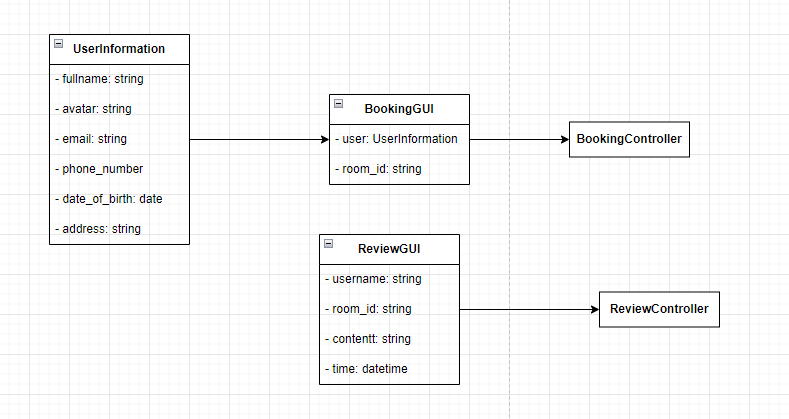 UserInformation
- fullname: string
- avatar: string
- email: string
- phone_number
- date_of_birth: date
- address: string
BookingGUI
- user: UserInformation
- room_id: string
BookingController
ReviewGUI
- username: string
- room_id: string
- contentt: string
- time: datetime
ReviewController